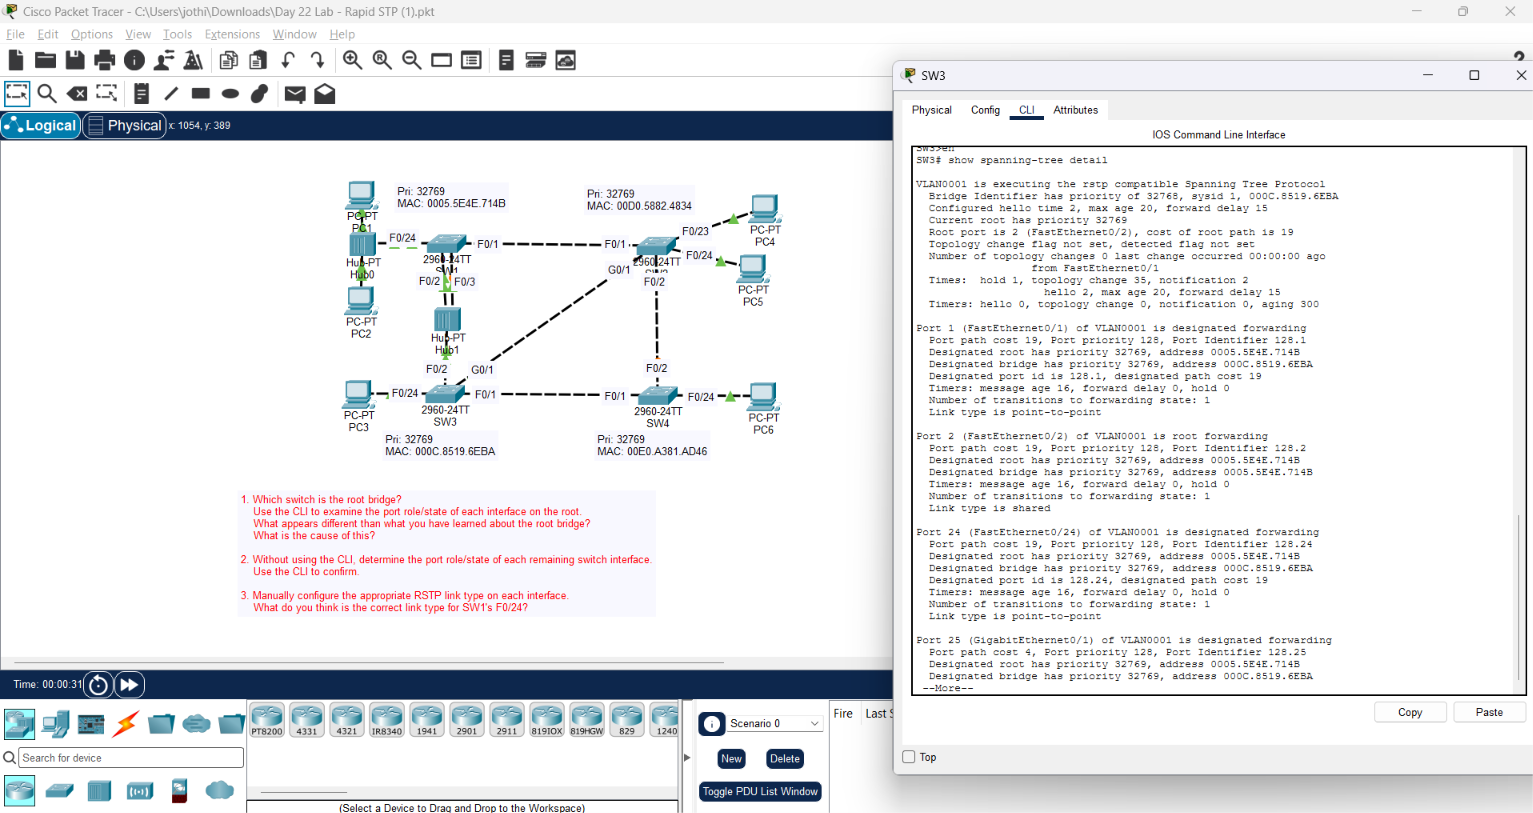 Cisco Packet Tracer - C:\Users\jothi\Downloads\Day 22 Lab - Rapid STP (1).pkt
File Edit Options View Tools Extensions Window Help
Logical Physical x: 1054, y: 389
PC-PT
PC1
Pri: 32769
MAC: 0005.5E4E.714B
Pri: 32769
MAC: 00D0.5882.4834
PC-PT
PC4
F0/23
F0/24
F0/1
F0/1
Hub-PT
Hub0
2960-24TT
SW1
2960-24TT
F0/24
G0/1
F0/2
F0/3
F0/2
PC-PT
PC5
PC-PT
PC2
Hub-PT
Hub1
F0/2
G0/1
F0/2
F0/24
F0/1
F0/1
F0/24
PC-PT
PC3
2960-24TT
SW3
2960-24TT
SW4
PC-PT
PC6
Pri: 32769
MAC: 000C.8519.6EBA
Pri: 32769
MAC: 00E0.A381.AD46
1. Which switch is the root bridge?
Use the CLI to examine the port role/state of each interface on the root.
What appears different than what you have learned about the root bridge?
What is the cause of this?
2. Without using the CLI, determine the port role/state of each remaining switch interface.
Use the CLI to confirm.
3. Manually configure the appropriate RSTP link type on each interface.
What do you think is the correct link type for SW1's F0/24?
Time: 00:00:31
PT8200 4331 4321 IR8340 1941 2901 2911 819IOX 819HGW 829 1240
Search for device
(Select a Device to Drag and Drop to the Workspace)
Scenario 0
New Delete
Toggle PDU List Window
Fire Last S
SW3
Physical Config CLI Attributes
IOS Command Line Interface
SW3>en
SW3# show spanning-tree detail
VLAN0001 is executing the rstp compatible Spanning Tree Protocol
Bridge Identifier has priority of 32768, sysid 1, 000C.8519.6EBA
Configured hello time 2, max age 20, forward delay 15
Current root has priority 32769
Root port is 2 (FastEthernet0/2), cost of root path is 19
Topology change flag not set, detected flag not set
Number of topology changes 0 last change occurred 00:00:00 ago
from FastEthernet0/1
Times: hold 1, topology change 35, notification 2
hello 2, max age 20, forward delay 15
Timers: hello 0, topology change 0, notification 0, aging 300
Port 1 (FastEthernet0/1) of VLAN0001 is designated forwarding
Port path cost 19, Port priority 128, Port Identifier 128.1
Designated root has priority 32769, address 0005.5E4E.714B
Designated bridge has priority 32769, address 000C.8519.6EBA
Designated port id is 128.1, designated path cost 19
Timers: message age 16, forward delay 0, hold 0
Number of transitions to forwarding state: 1
Link type is point-to-point
Port 2 (FastEthernet0/2) of VLAN0001 is root forwarding
Port path cost 19, Port priority 128, Port Identifier 128.2
Designated root has priority 32769, address 0005.5E4E.714B
Designated bridge has priority 32769, address 0005.5E4E.714B
Timers: message age 16, forward delay 0, hold 0
Number of transitions to forwarding state: 1
Link type is shared
Port 24 (FastEthernet0/24) of VLAN0001 is designated forwarding
Port path cost 19, Port priority 128, Port Identifier 128.24
Designated root has priority 32769, address 0005.5E4E.714B
Designated bridge has priority 32769, address 000C.8519.6EBA
Designated port id is 128.24, designated path cost 19
Timers: message age 16, forward delay 0, hold 0
Number of transitions to forwarding state: 1
Link type is point-to-point
Port 25 (GigabitEthernet0/1) of VLAN0001 is designated forwarding
Port path cost 4, Port priority 128, Port Identifier 128.25
Designated root has priority 32769, address 0005.5E4E.714B
Designated bridge has priority 32769, address 000C.8519.6EBA
--More--
Copy Paste
Top